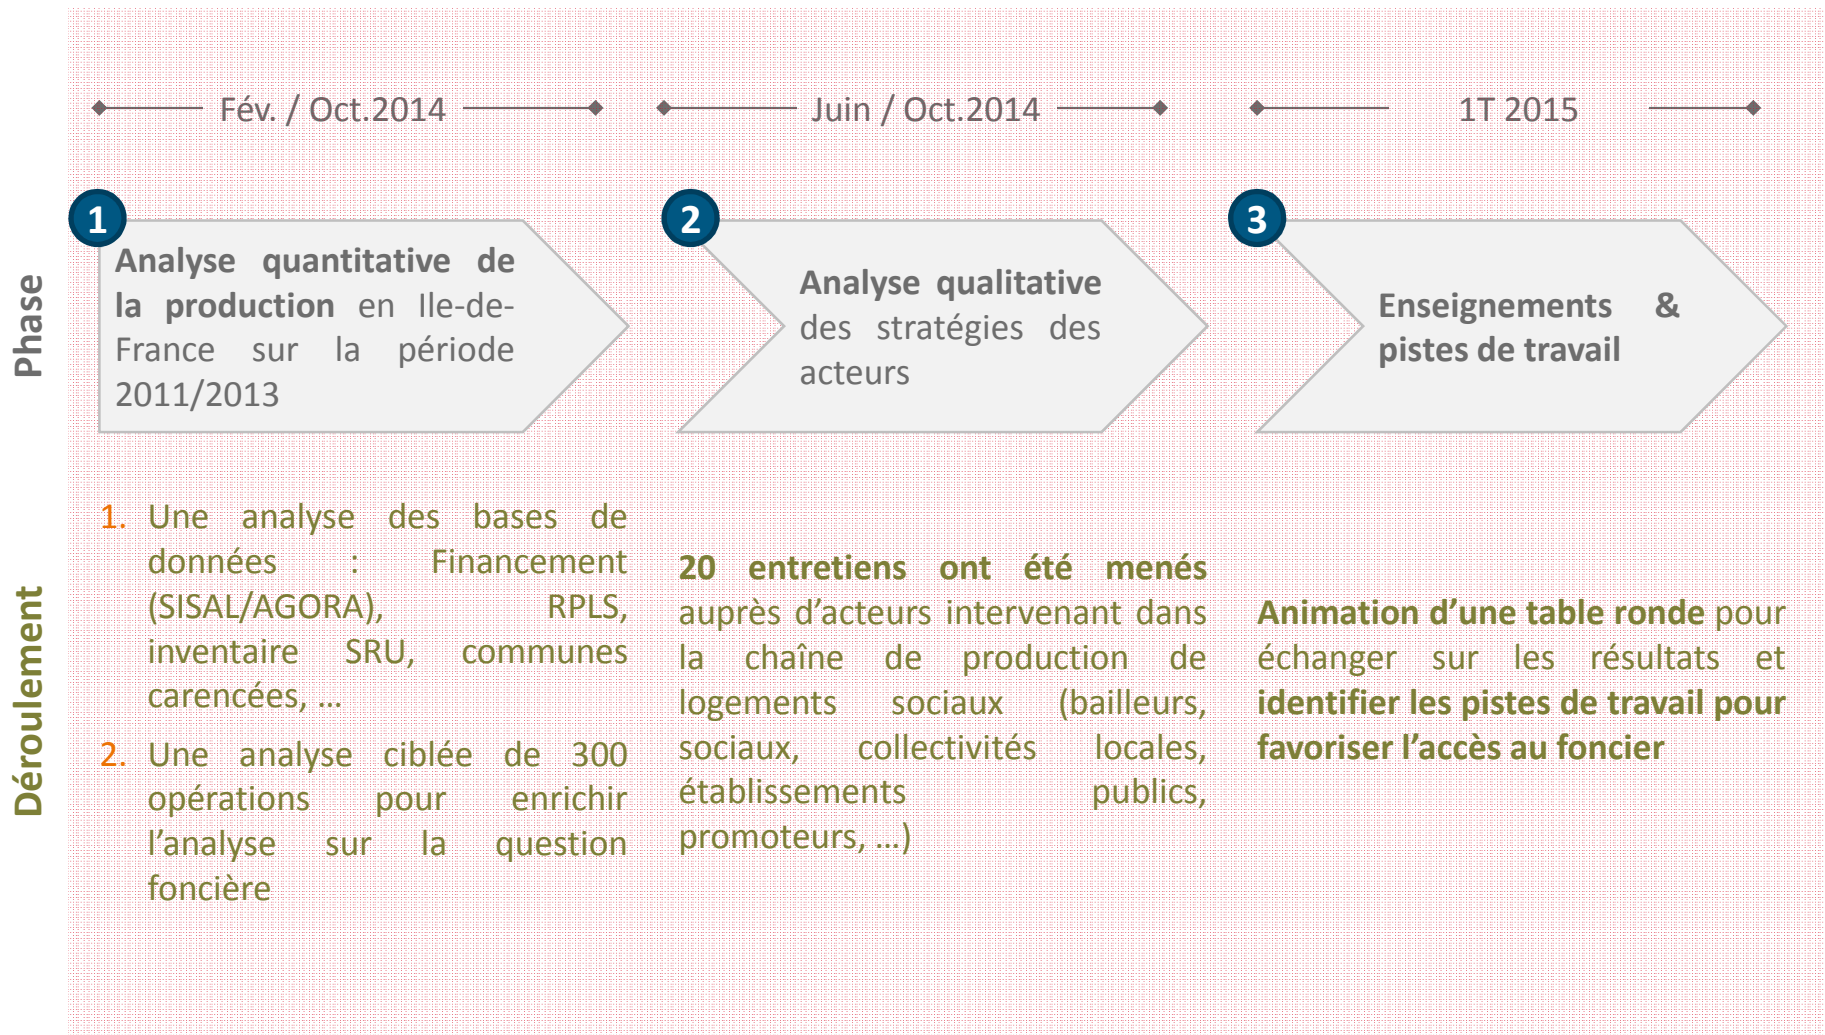 Fév. / Oct.2014
Juin / Oct.2014
1T 2015
Phase
1
Analyse quantitative de
la production en Ile-de-
France sur la période
2011/2013
2
Analyse qualitative
des stratégies des
acteurs
3
Enseignements &
pistes de travail
Déroulement
1. Une analyse des bases de
données : Financement
(SISAL/AGORA), RPLS,
inventaire SRU, communes
carencées, …
2. Une analyse ciblée de 300
opérations pour enrichir
l’analyse sur la question
foncière
20 entretiens ont été menés
auprès d’acteurs intervenant dans
la chaîne de production de
logements sociaux (bailleurs,
sociaux, collectivités locales,
établissements publics,
promoteurs, …)
Animation d’une table ronde pour
échanger sur les résultats et
identifier les pistes de travail pour
favoriser l’accès au foncier